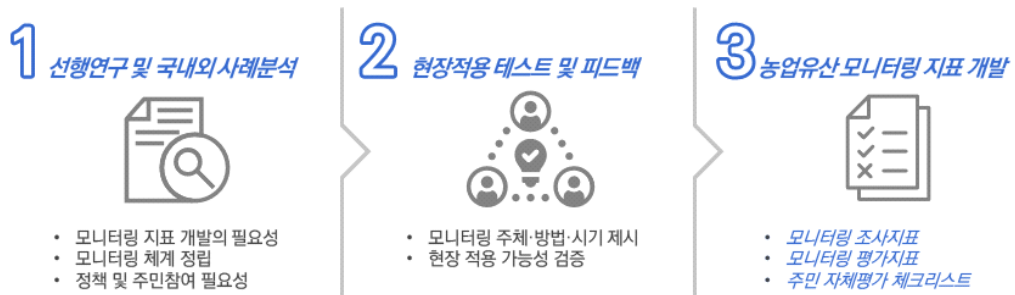 1 선행연구 및 국내외 사례분석
• 모니터링 지표 개발의 필요성
• 모니터링 체계 정립
• 정책 및 주민참여 필요성
2 현장적용 테스트 및 피드백
• 모니터링 주체·방법·시기 제시
• 현장 적용 가능성 검증
3 농업유산 모니터링 지표 개발
• 모니터링 조사지표
• 모니터링 평가지표
• 주민 자체평가 체크리스트